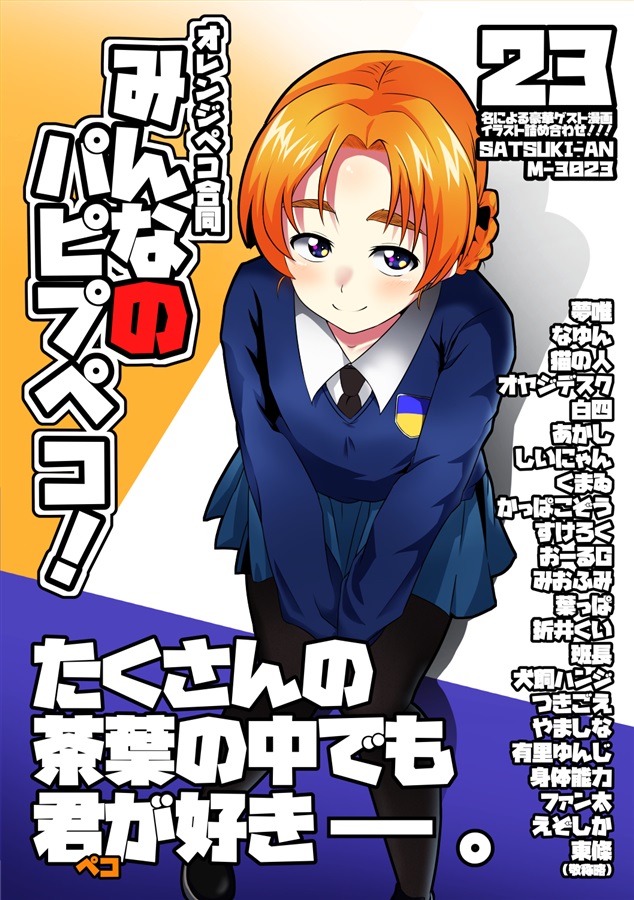 オレンジペコ合同
みんなの
パピプペコ!
23
名による豪華ゲスト漫画
イラスト詰め合わせ!!!
SATSUKI-AN
M-3023
夢唯
なゆん
猫の人
オヤジデスク
白四
あかし
しいにゃん
くまゐ
かっぱこぞう
すけろく
おーるG
みおふみ
葉っぱ
折井くい
班長
犬飼ハンジ
つきごえ
やましな
有里ゆんじ
身体能力
ファン太
えぞしか
東條
(敬称略)
たくさんの
茶葉の中でも
君が好き――。
ペコ